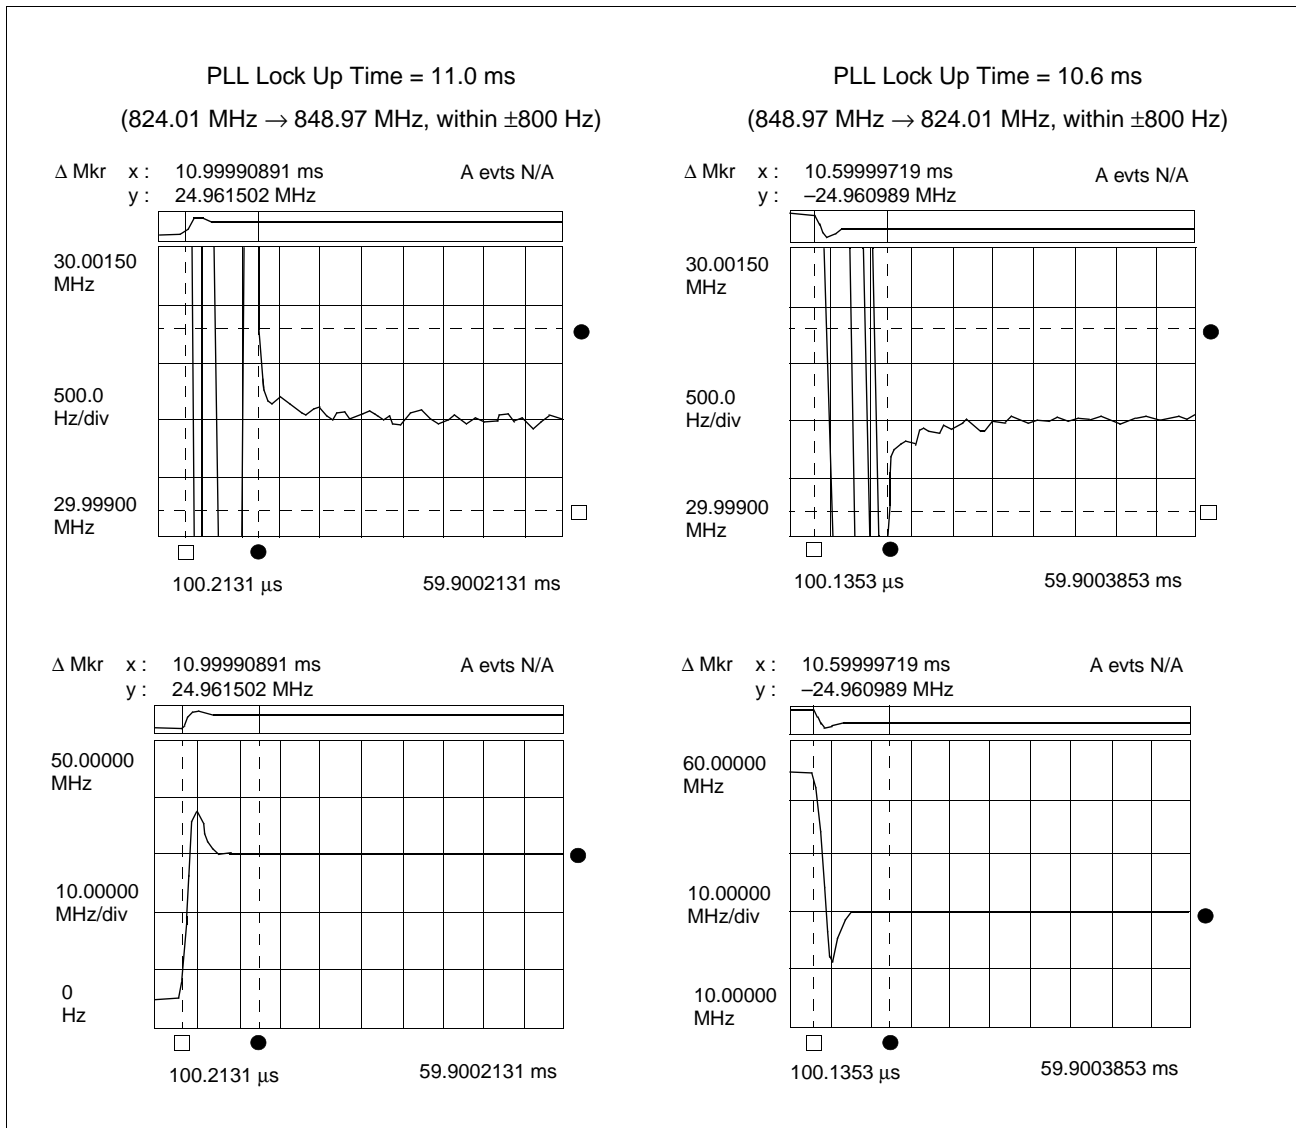 PLL Lock Up Time = 11.0 ms
(824.01 MHz → 848.97 MHz, within ±800 Hz)
Δ Mkr x : 10.99990891 ms A evts N/A
y : 24.961502 MHz
30.00150
MHz
500.0
Hz/div
29.99900
MHz
100.2131 μs 59.9002131 ms
PLL Lock Up Time = 10.6 ms
(848.97 MHz → 824.01 MHz, within ±800 Hz)
Δ Mkr x : 10.59999719 ms A evts N/A
y : –24.960989 MHz
30.00150
MHz
500.0
Hz/div
29.99900
MHz
100.1353 μs 59.9003853 ms
Δ Mkr x : 10.99990891 ms A evts N/A
y : 24.961502 MHz
50.00000
MHz
10.00000
MHz/div
0
Hz
100.2131 μs 59.9002131 ms
Δ Mkr x : 10.59999719 ms A evts N/A
y : –24.960989 MHz
60.00000
MHz
10.00000
MHz/div
10.00000
MHz
100.1353 μs 59.9003853 ms